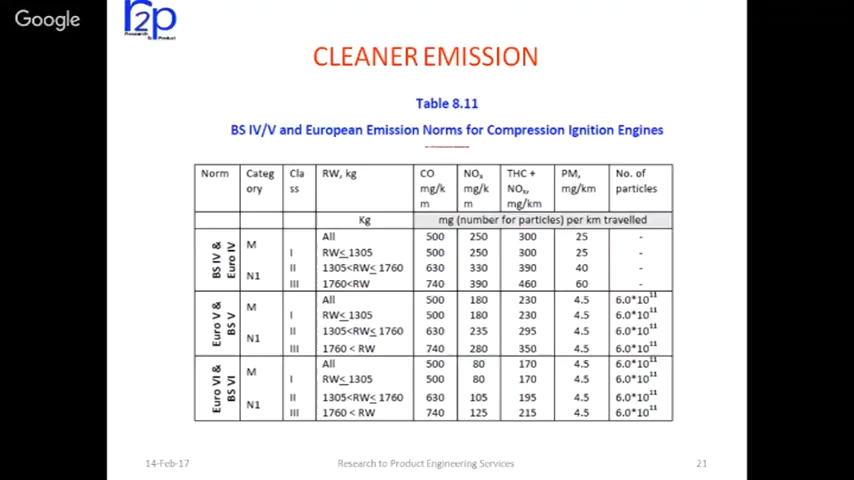 Google
r2p
Research to Product
CLEANER EMISSION
Table 8.11
BS IV/V and European Emission Norms for Compression Ignition Engines
Norm Categ ory Cla ss RW, kg CO mg/k m NOx mg/k m THC + NOx, mg/km PM, mg/km No. of particles
Kg mg (number for particles) per km travelled
BS IV & Euro IV
M All 500 250 300 25 -
N1 I RW≤ 1305 500 250 300 25 -
II 1305<RW≤ 1760 630 330 390 40 -
III 1760<RW 740 390 460 60 -
Euro V & BS V
M All 500 180 230 4.5 6.0*10¹¹
N1 I RW≤ 1305 500 180 230 4.5 6.0*10¹¹
II 1305<RW≤ 1760 630 235 295 4.5 6.0*10¹¹
III 1760 < RW 740 280 350 4.5 6.0*10¹¹
Euro VI & BS VI
M All 500 80 170 4.5 6.0*10¹¹
N1 I RW≤ 1305 500 80 170 4.5 6.0*10¹¹
II 1305<RW≤ 1760 630 105 195 4.5 6.0*10¹¹
III 1760 < RW 740 125 215 4.5 6.0*10¹¹
14-Feb-17 Research to Product Engineering Services 21